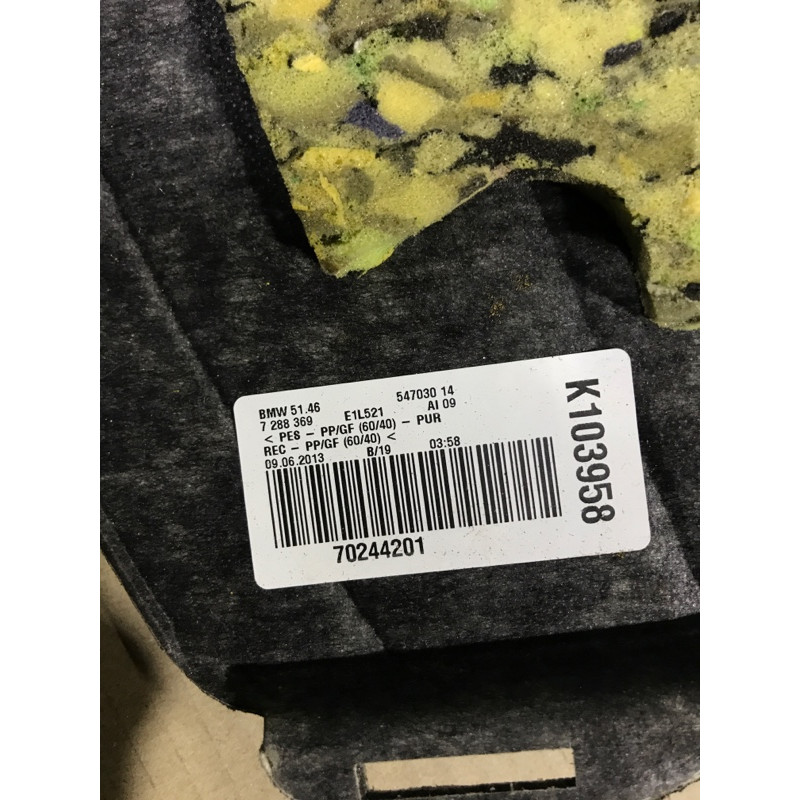 BMW 51.46 547030 14
7 288 369 E1L521 AI 09
< PES - PP/GF (60/40) - PUR
REC - PP/GF (60/40) <
09.06.2013 B/19 03:58
70244201
K103958